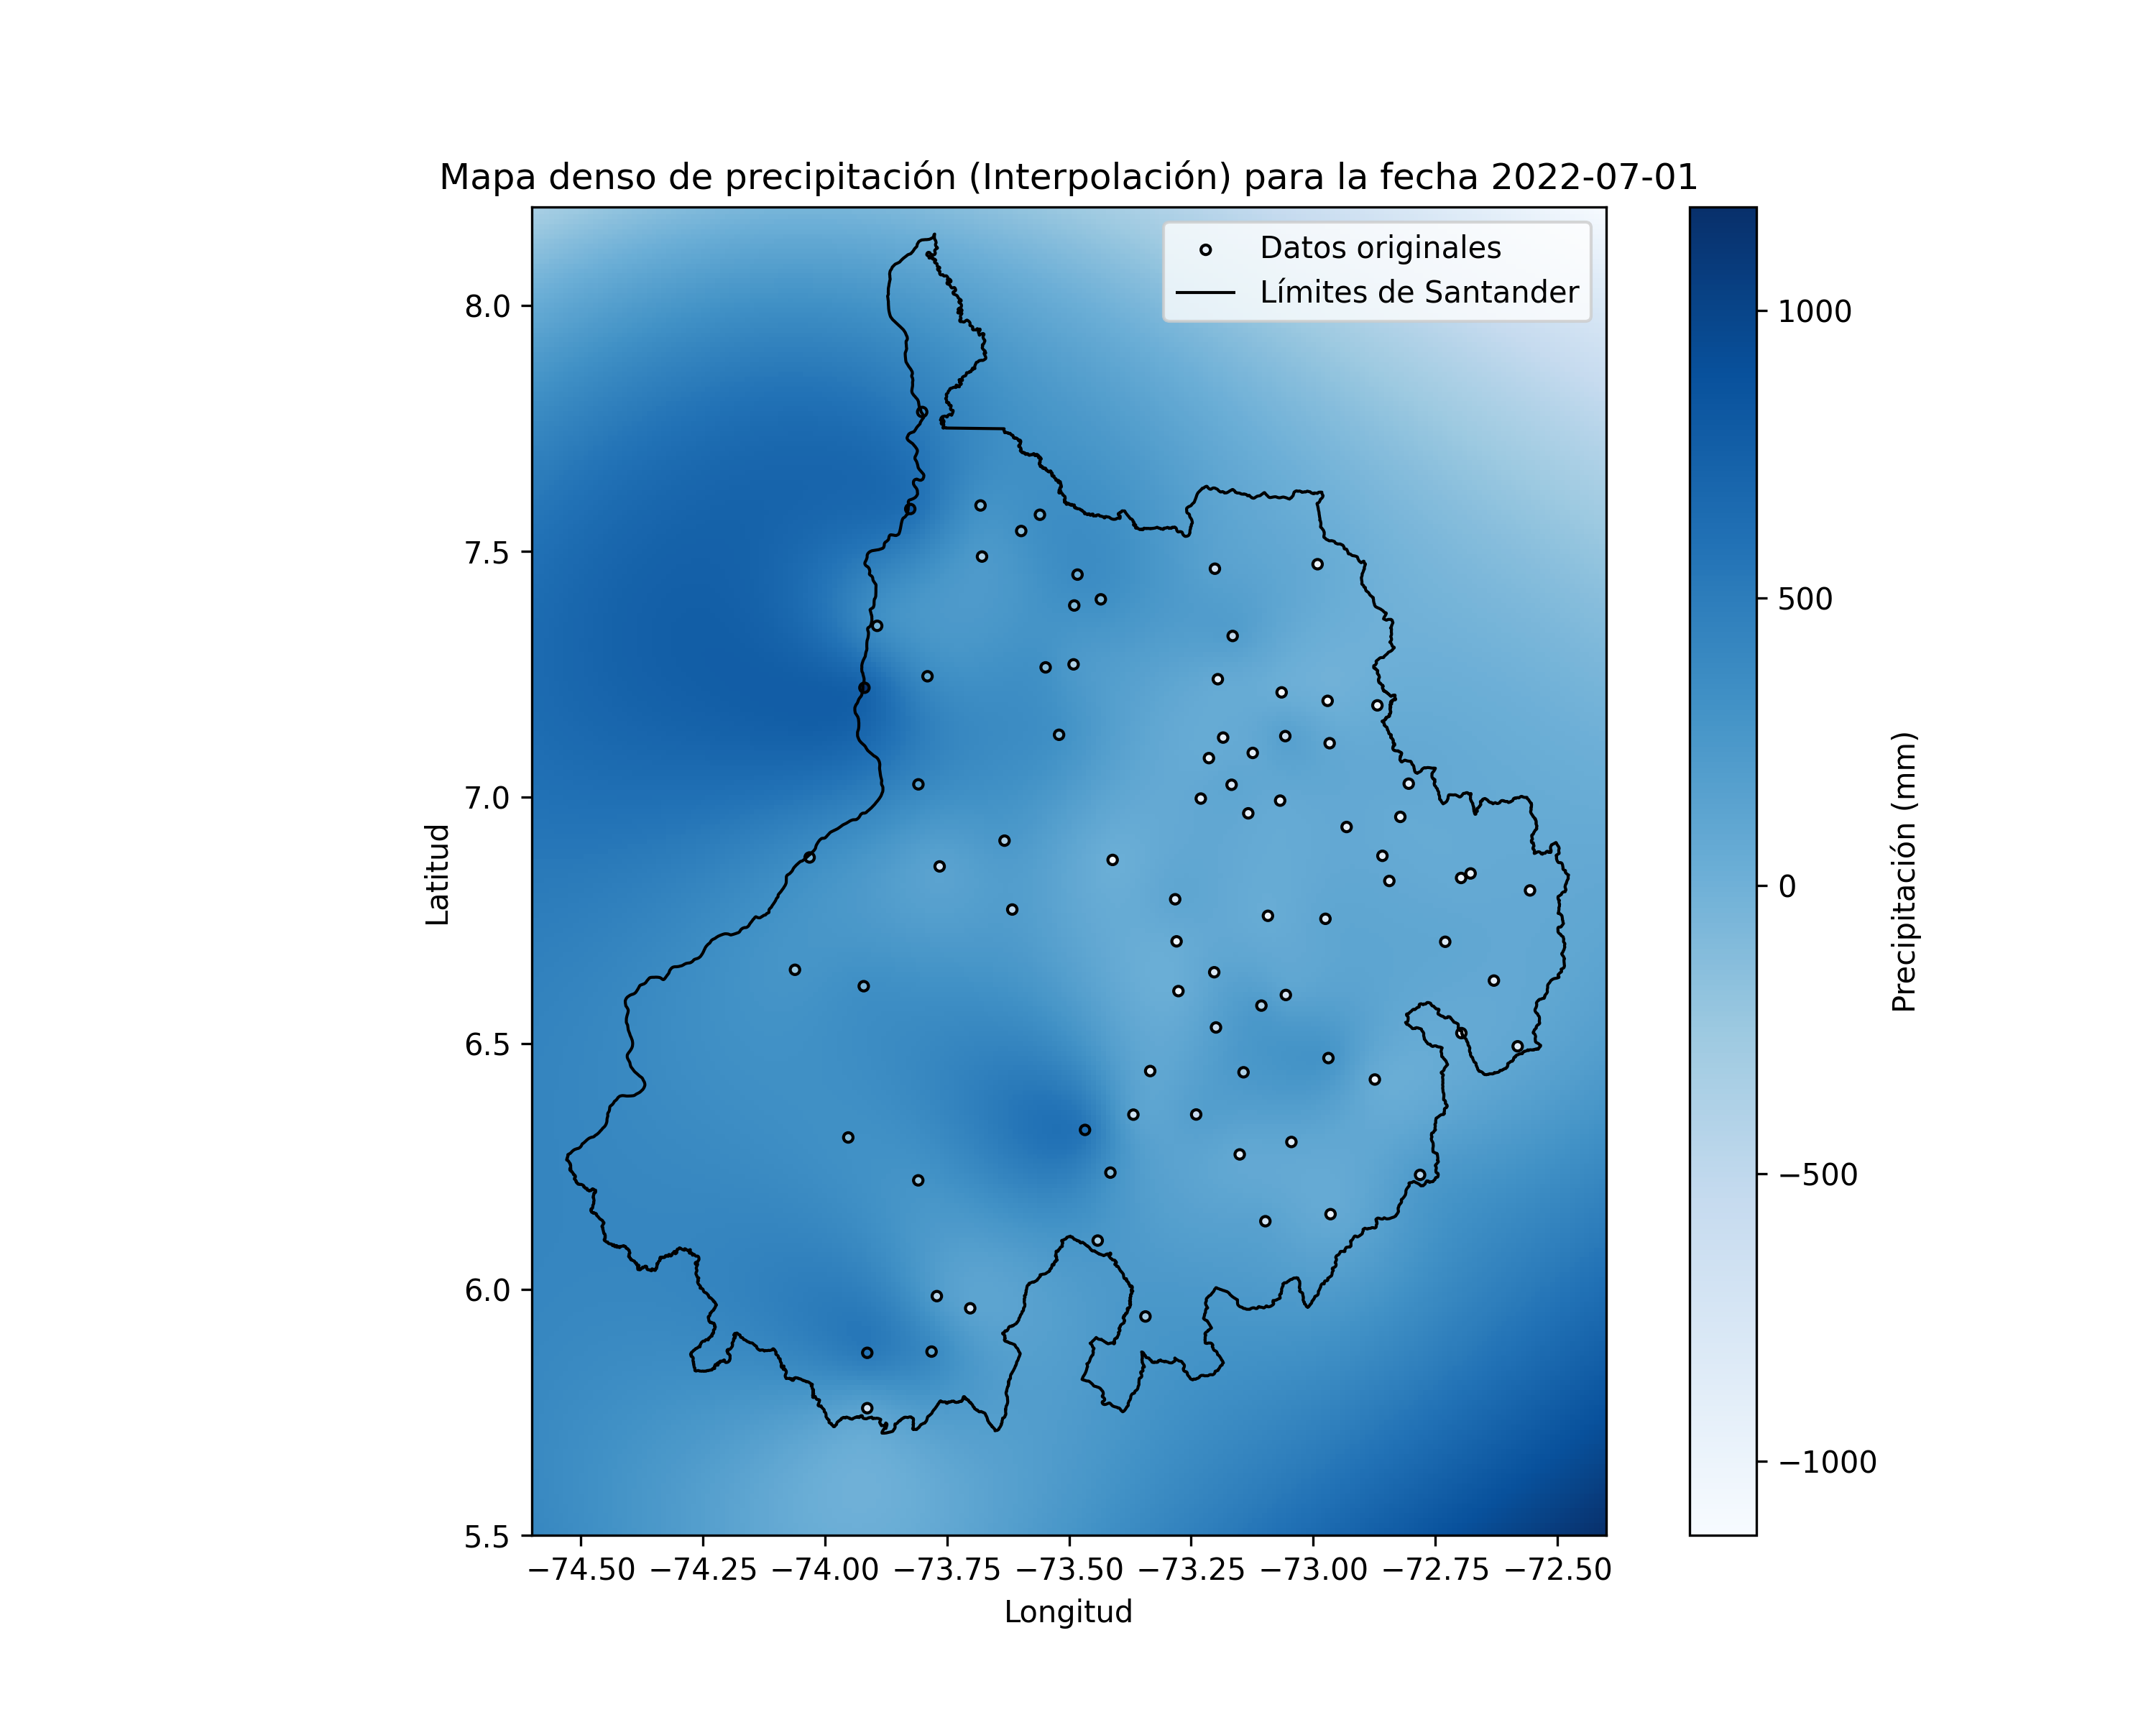 Mapa denso de precipitación (Interpolación) para la fecha 2022-07-01
Datos originales
Límites de Santander
8.0
7.5
7.0
6.5
6.0
5.5
Latitud
−74.50 −74.25 −74.00 −73.75 −73.50 −73.25 −73.00 −72.75 −72.50
Longitud
1000
500
0
−500
−1000
Precipitación (mm)